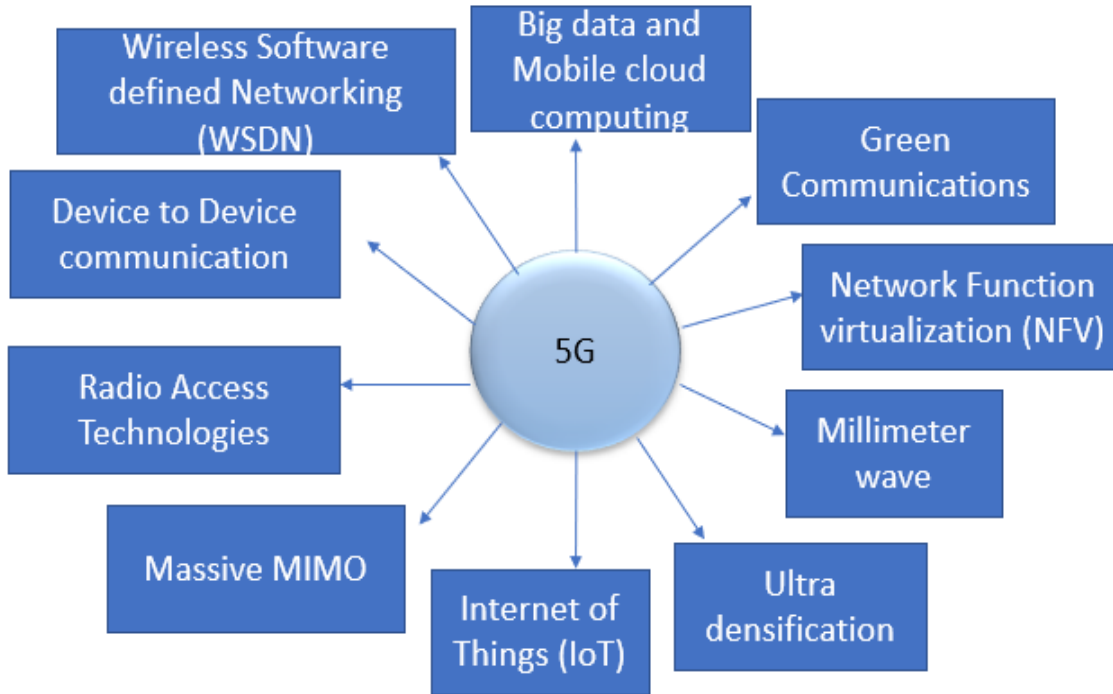 Big data and
Mobile cloud
computing
Wireless Software
defined Networking
(WSDN)
Green
Communications
Device to Device
communication
Network Function
virtualization (NFV)
5G
Radio Access
Technologies
Millimeter
wave
Massive MIMO
Internet of
Things (IoT)
Ultra
densification